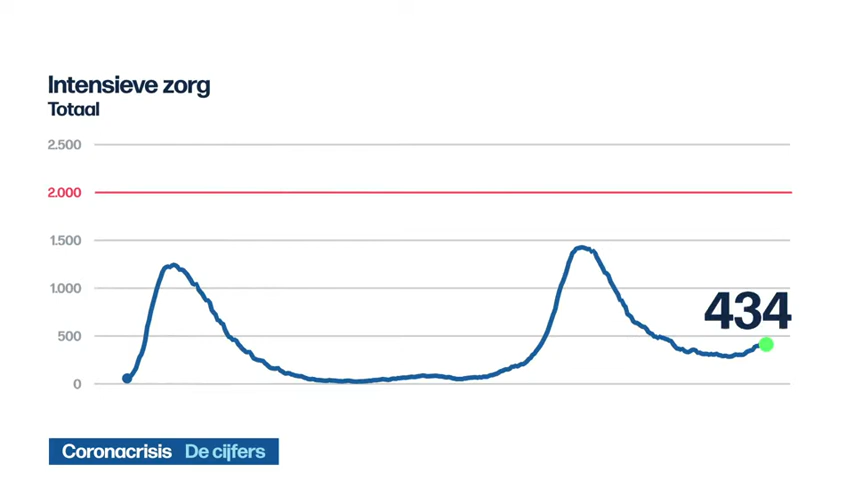 Intensieve zorg
Totaal
2.500
2.000
1.500
1.000
434
500
0
Coronacrisis De cijfers